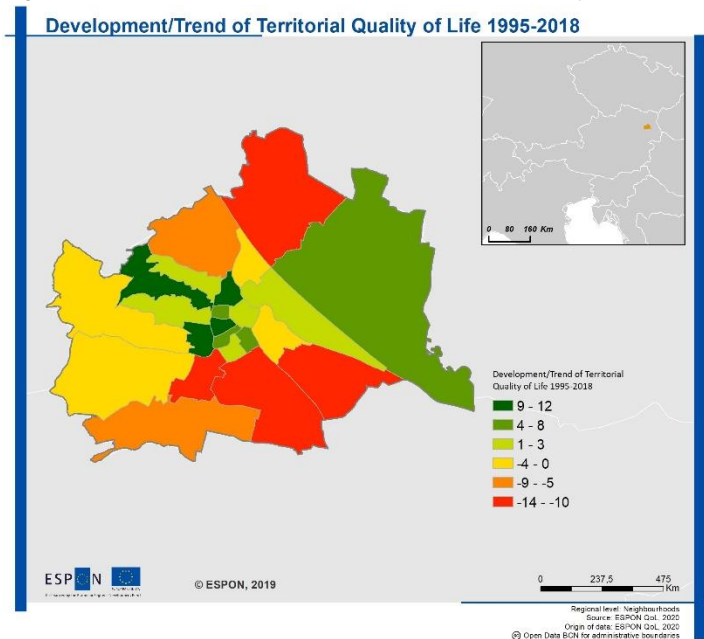 Development/Trend of Territorial Quality of Life 1995-2018
0 80 160 Km
Development/Trend of Territorial
Quality of Life 1995-2018
9 - 12
4 - 8
1 - 3
-4 - 0
-9 - -5
-14 - -10
ESPON
© ESPON, 2019
0 237,5 475
Km
Regional level: Neighbourhoods
Source: ESPON QoL, 2020
Origin of data: ESPON QoL, 2020
Open Data BCN for administrative boundaries